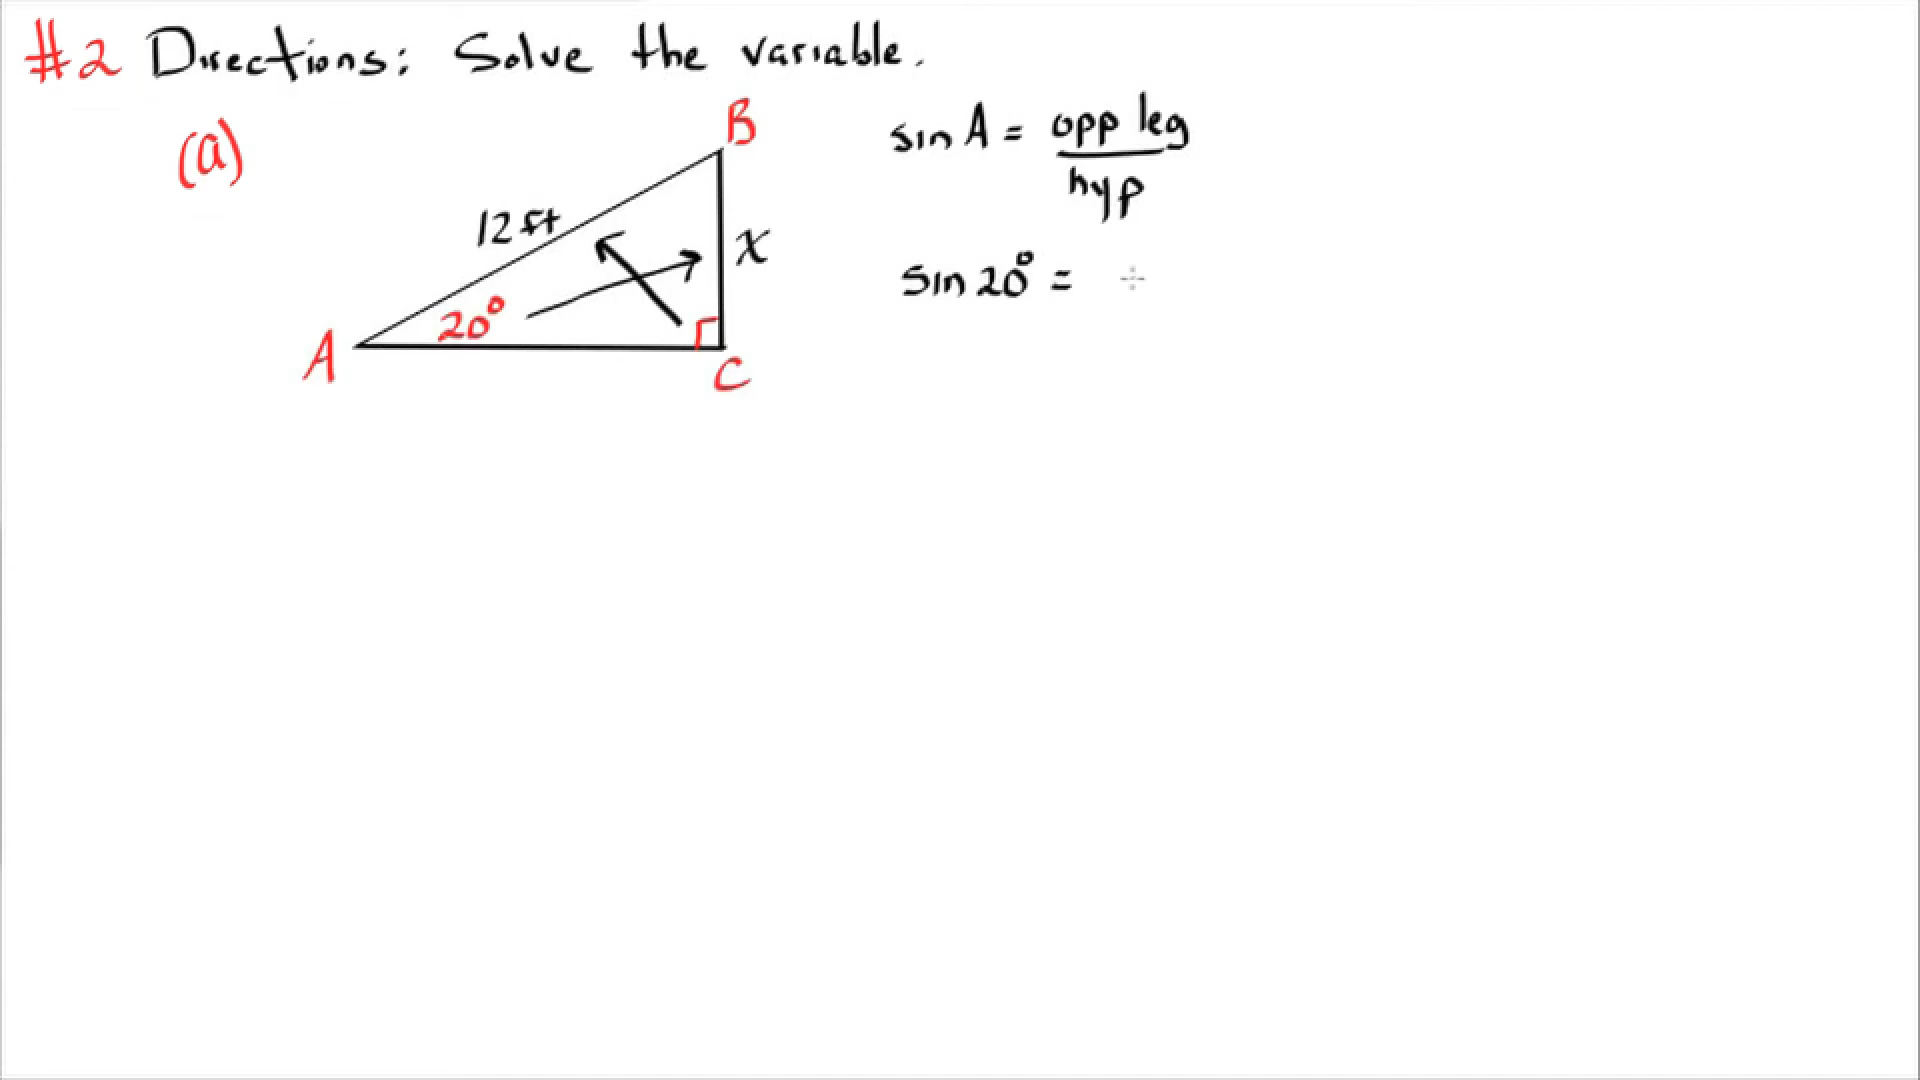 #2 Directions: Solve the variable.
(a)
B
sin A = opp leg
hyp
12 ft
x
sin 20° =
20°
A
C